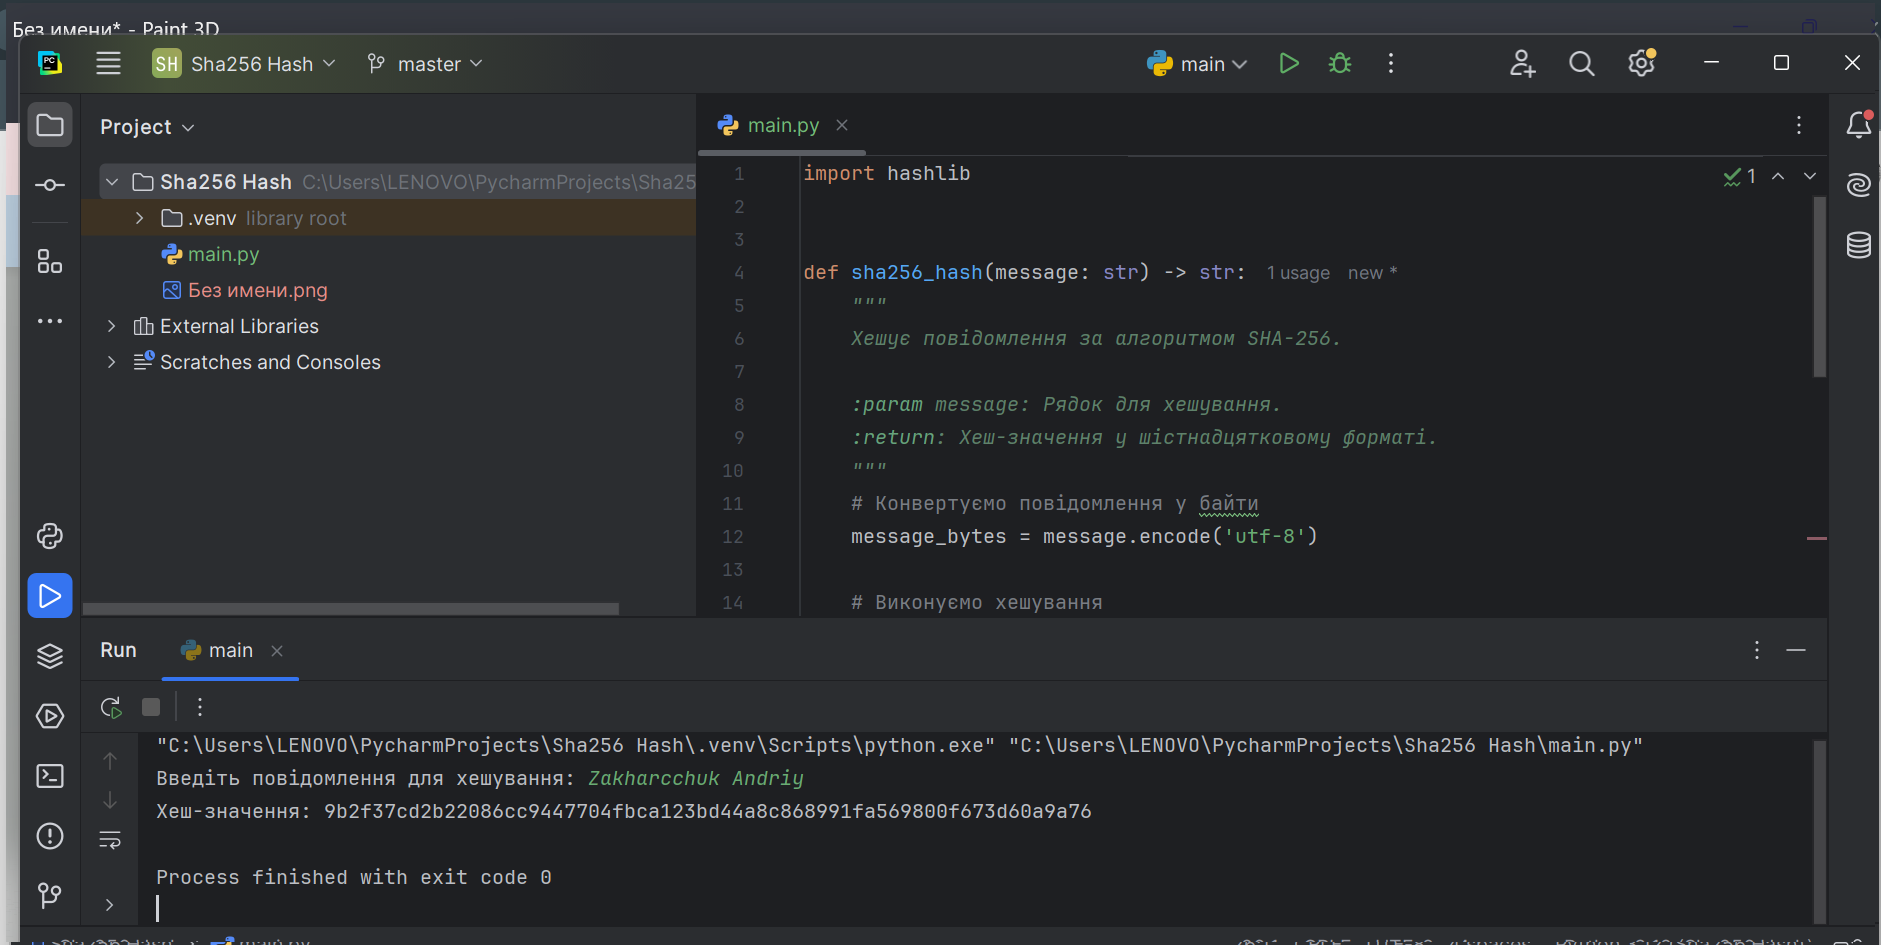 Без имени* - Paint 3D
PC
SH Sha256 Hash
master
main
Project
main.py
Sha256 Hash C:\Users\LENOVO\PycharmProjects\Sha25
.venv library root
main.py
Без имени.png
External Libraries
Scratches and Consoles
1 import hashlib
1
2
3
4 def sha256_hash(message: str) -> str: 1 usage new *
5 """
6 Хешує повідомлення за алгоритмом SHA-256.
7
8 :param message: Рядок для хешування.
9 :return: Хеш-значення у шістнадцятковому форматі.
10 """
11 # Конвертуємо повідомлення у байти
12 message_bytes = message.encode('utf-8')
13
14 # Виконуємо хешування
Run
main
"C:\Users\LENOVO\PycharmProjects\Sha256 Hash\.venv\Scripts\python.exe" "C:\Users\LENOVO\PycharmProjects\Sha256 Hash\main.py"
Введіть повідомлення для хешування: Zakharcchuk Andriy
Хеш-значення: 9b2f37cd2b22086cc9447704fbca123bd44a8c868991fa569800f673d60a9a76
Process finished with exit code 0